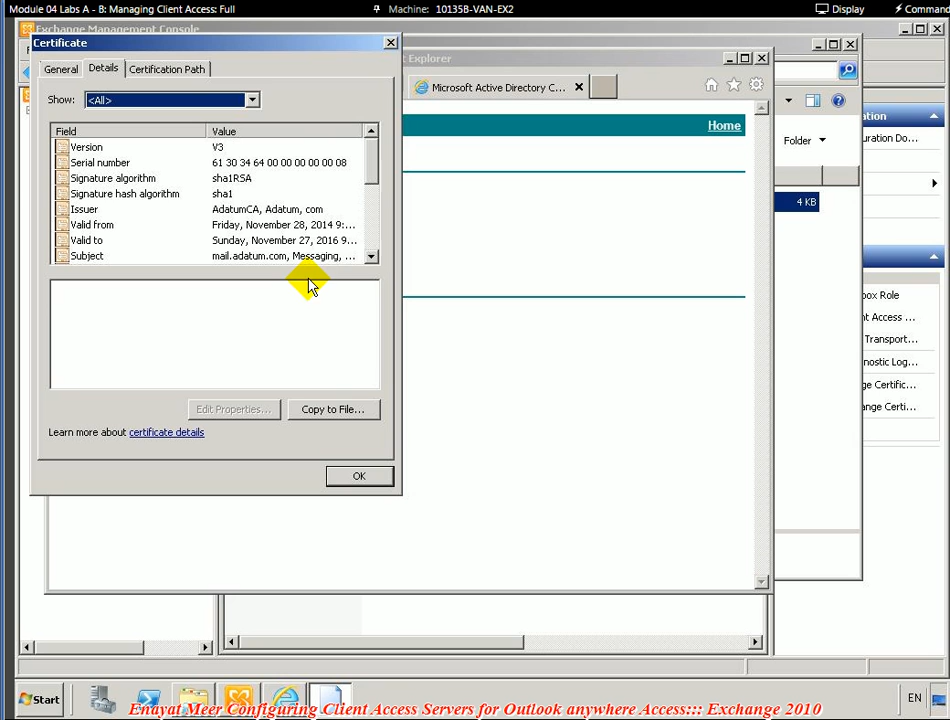 Module 04 Labs A - B: Managing Client Access: Full
Machine: 10135B-VAN-EX2
Display
Command
Exchange Management Console
Certificate
t Explorer
General
Details
Certification Path
Microsoft Active Directory C...
Show:
<All>
Home
ation
uration Do...
Folder
Field
Value
Version
V3
Serial number
61 30 34 64 00 00 00 00 00 08
Signature algorithm
sha1RSA
Signature hash algorithm
sha1
Issuer
AdatumCA, Adatum, com
Valid from
Friday, November 28, 2014 9:...
Valid to
Sunday, November 27, 2016 9...
Subject
mail.adatum.com, Messaging, ...
4 KB
box Role
nt Access ...
Transport...
nostic Log...
ge Certific...
ange Certi...
Edit Properties...
Copy to File...
Learn more about certificate details
OK
Start
EN
Enayat Meer Configuring Client Access Servers for Outlook anywhere Access::: Exchange 2010